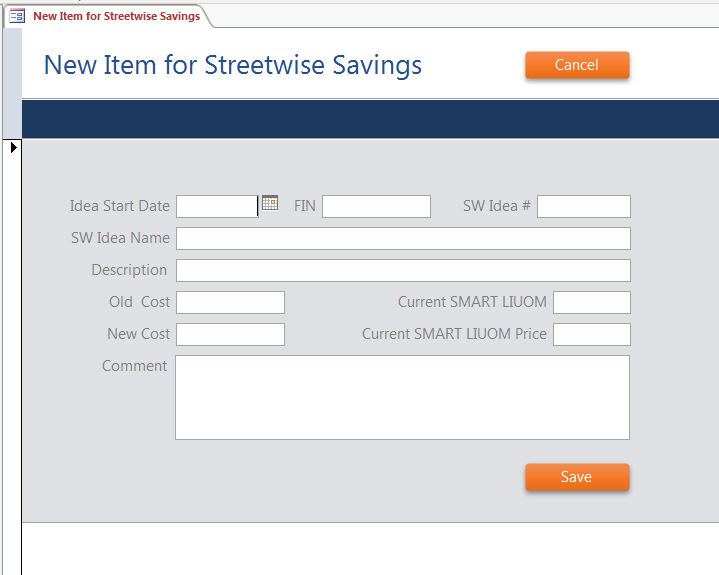 New Item for Streetwise Savings
New Item for Streetwise Savings Cancel
Idea Start Date FIN SW Idea #
SW Idea Name
Description
Old Cost Current SMART LIUOM
New Cost Current SMART LIUOM Price
Comment
Save